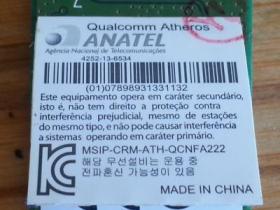 Qualcomm Atheros
ANATEL
Agência Nacional de Telecomunicações
4252-13-6534
(01)07898931331132
Este equipamento opera em caráter secundário,
isto é, não tem direito a proteção contra
interferência prejudicial, mesmo de estações
do mesmo tipo, e não pode causar interferência
a sistemas operando em caráter primário.
MSIP-CRM-ATH-QCNFA222
해당 무선설비는 운용 중
전파혼신 가능성이 있음
MADE IN CHINA